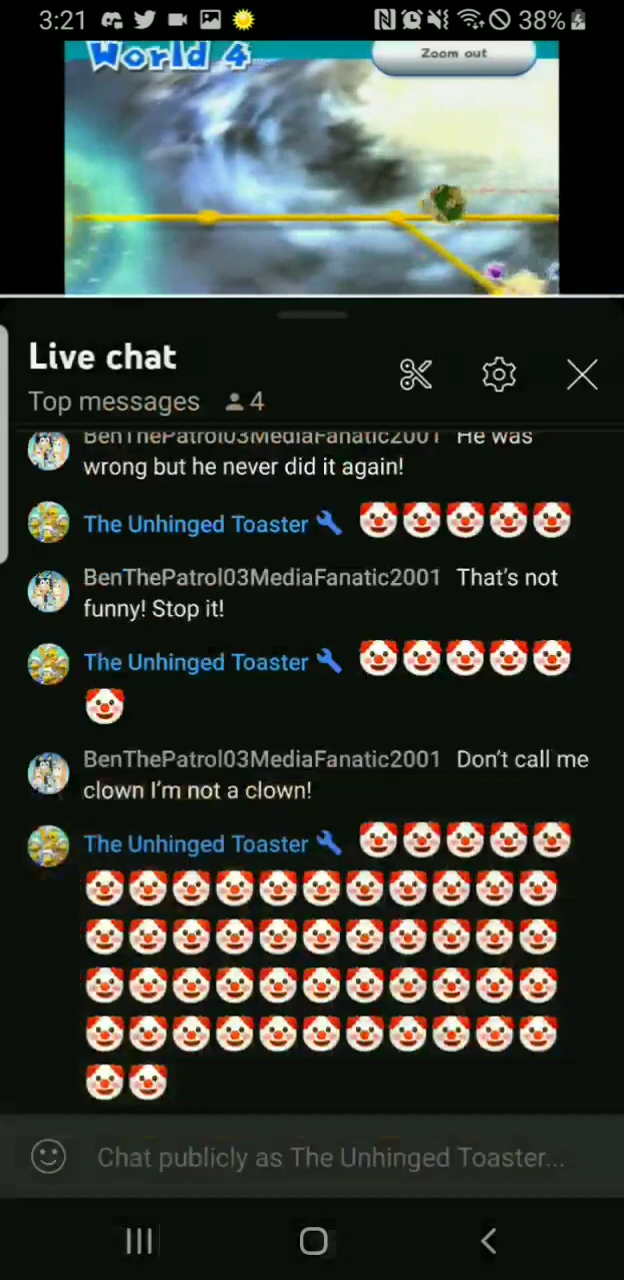 3:21 38%
World 4 Zoom out
Live chat
Top messages 4
BenThePatrol03MediaFanatic2001 He was
wrong but he never did it again!
The Unhinged Toaster 🔧 🤡🤡🤡🤡🤡
BenThePatrol03MediaFanatic2001 That's not
funny! Stop it!
The Unhinged Toaster 🔧 🤡🤡🤡🤡🤡
🤡
BenThePatrol03MediaFanatic2001 Don't call me
clown I'm not a clown!
The Unhinged Toaster 🔧 🤡🤡🤡🤡🤡
🤡🤡🤡🤡🤡🤡🤡🤡🤡🤡🤡
🤡🤡🤡🤡🤡🤡🤡🤡🤡🤡🤡
🤡🤡🤡🤡🤡🤡🤡🤡🤡🤡🤡
🤡🤡🤡🤡🤡🤡🤡🤡🤡🤡🤡
🤡🤡
Chat publicly as The Unhinged Toaster...